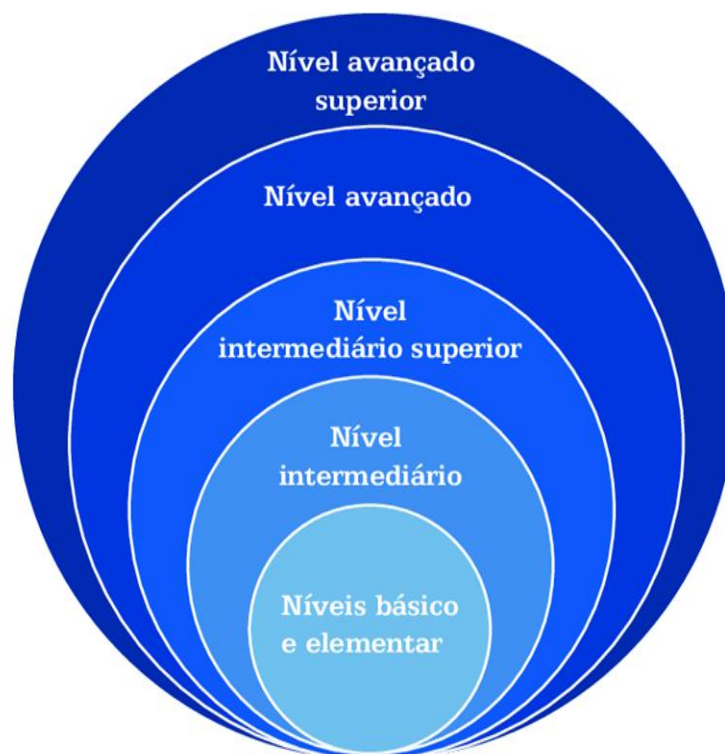 Nível avançado
superior
Nível avançado
Nível
intermediário superior
Nível
intermediário
Níveis básico
e elementar